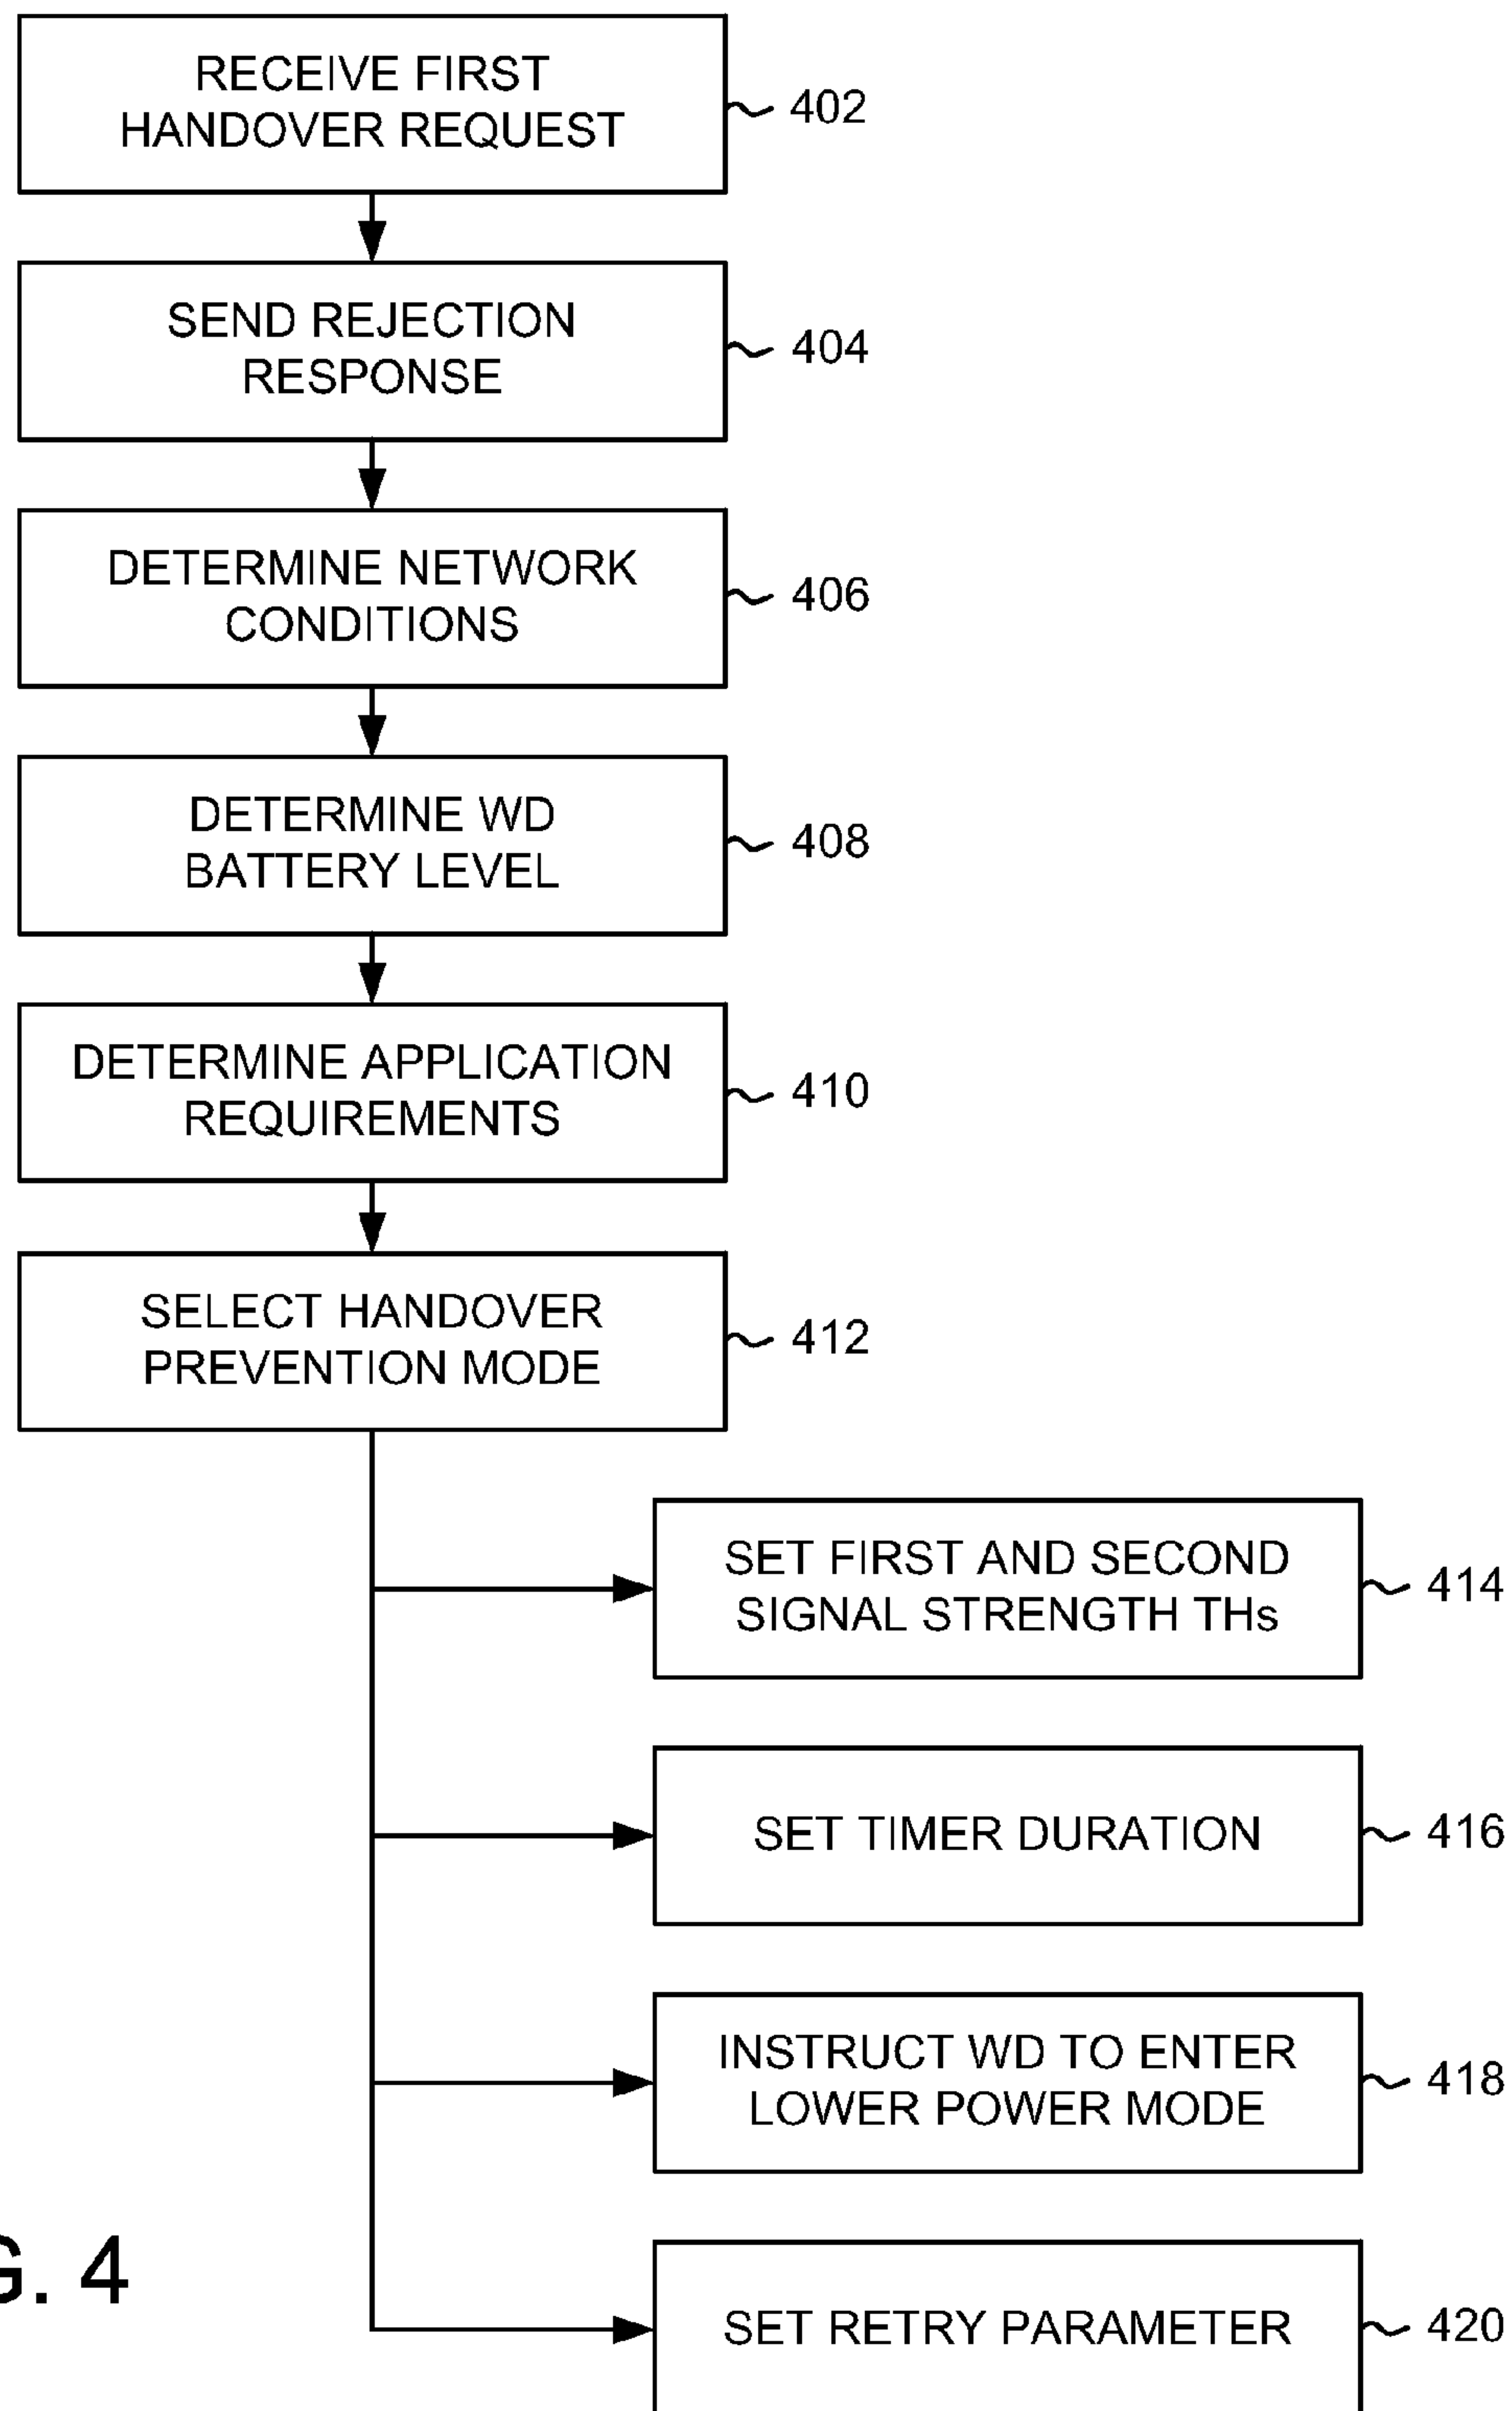 RECEIVE FIRST
HANDOVER REQUEST
402
SEND REJECTION
RESPONSE
404
DETERMINE NETWORK
CONDITIONS
406
DETERMINE WD
BATTERY LEVEL
408
DETERMINE APPLICATION
REQUIREMENTS
410
SELECT HANDOVER
PREVENTION MODE
412
SET FIRST AND SECOND
SIGNAL STRENGTH THs
414
SET TIMER DURATION
416
INSTRUCT WD TO ENTER
LOWER POWER MODE
418
G. 4
SET RETRY PARAMETER
420